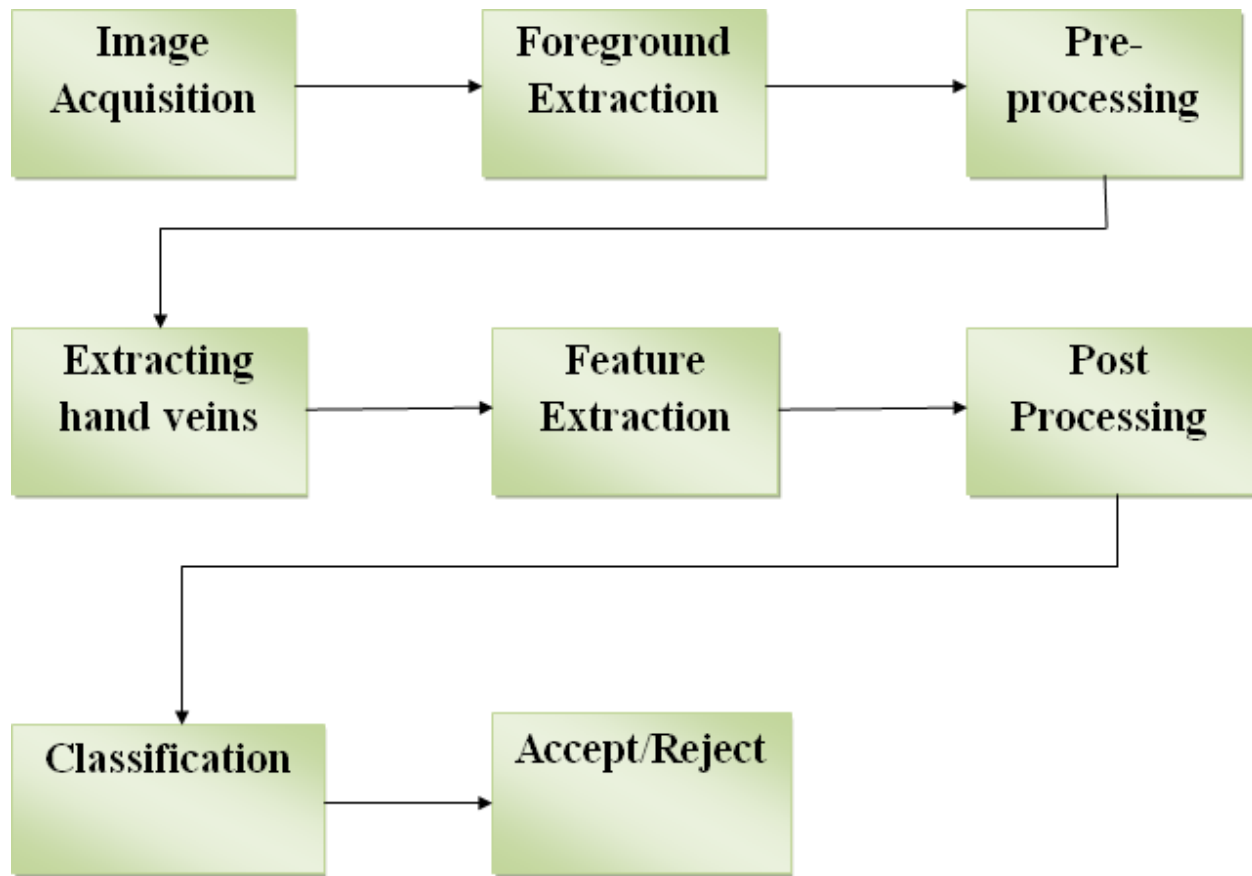 Image
Acquisition
Foreground
Extraction
Pre-
processing
Extracting
hand veins
Feature
Extraction
Post
Processing
Classification
Accept/Reject